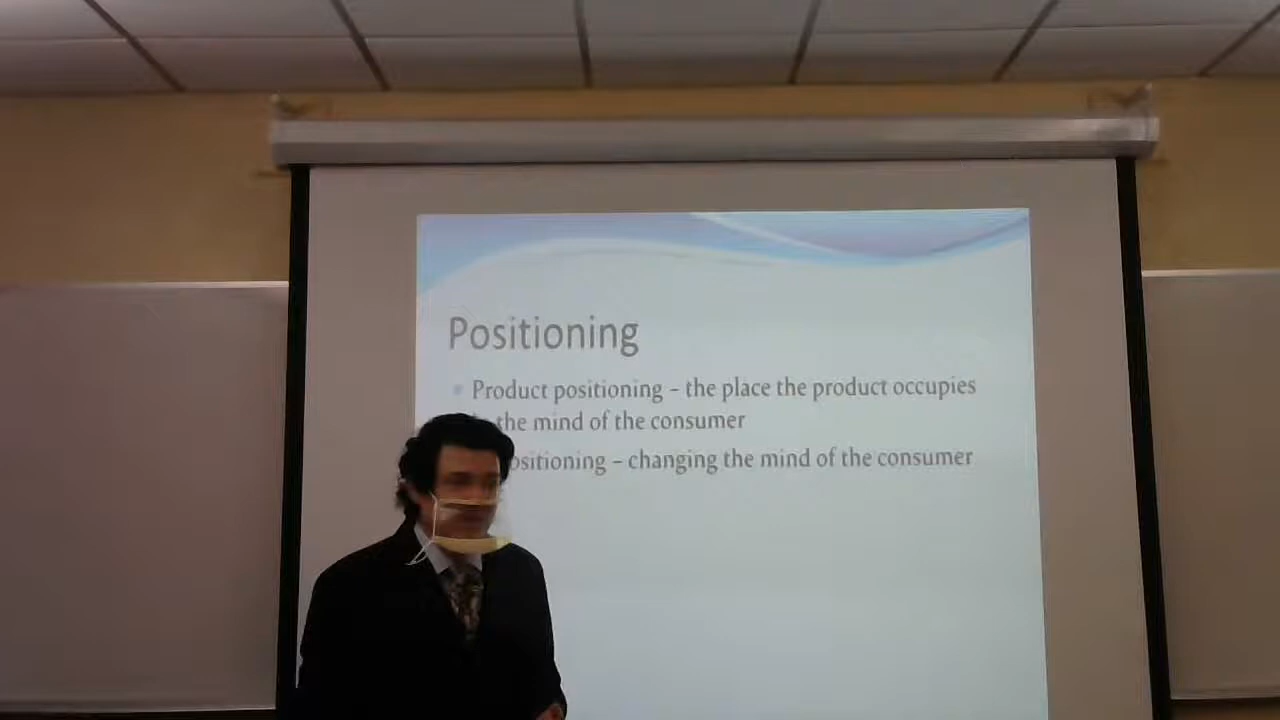 Positioning
Product positioning – the place the product occupies
the mind of the consumer
ositioning – changing the mind of the consumer